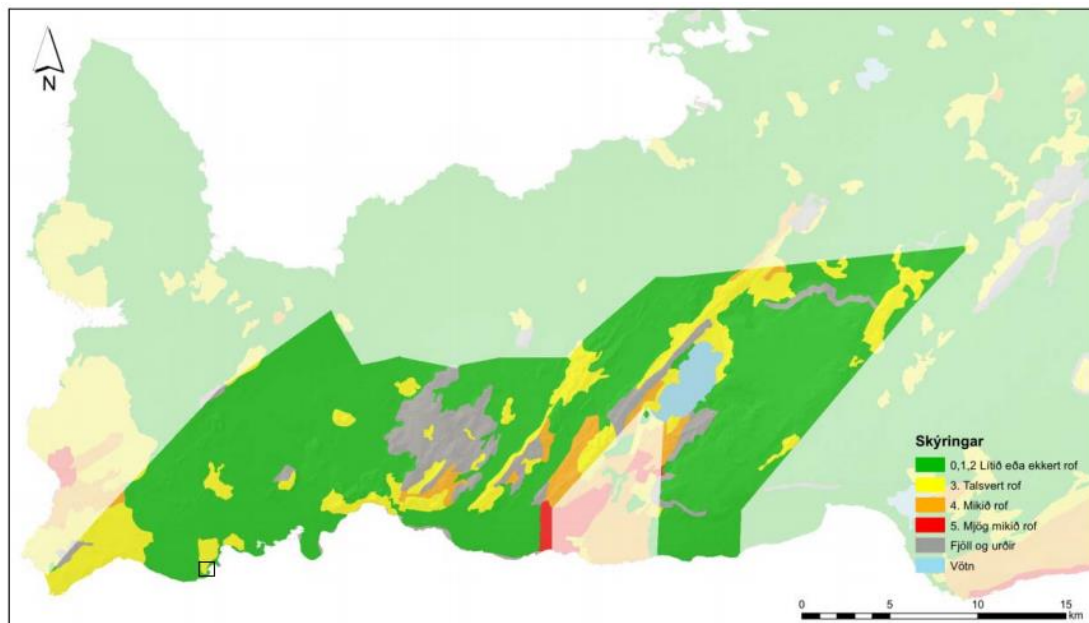 N
Skýringar
0,1,2 Lítið eða ekkert rof
3. Talsvert rof
4. Mikið rof
5. Mjög mikið rof
Fjöll og urðir
Vötn
0 5 10 15
km